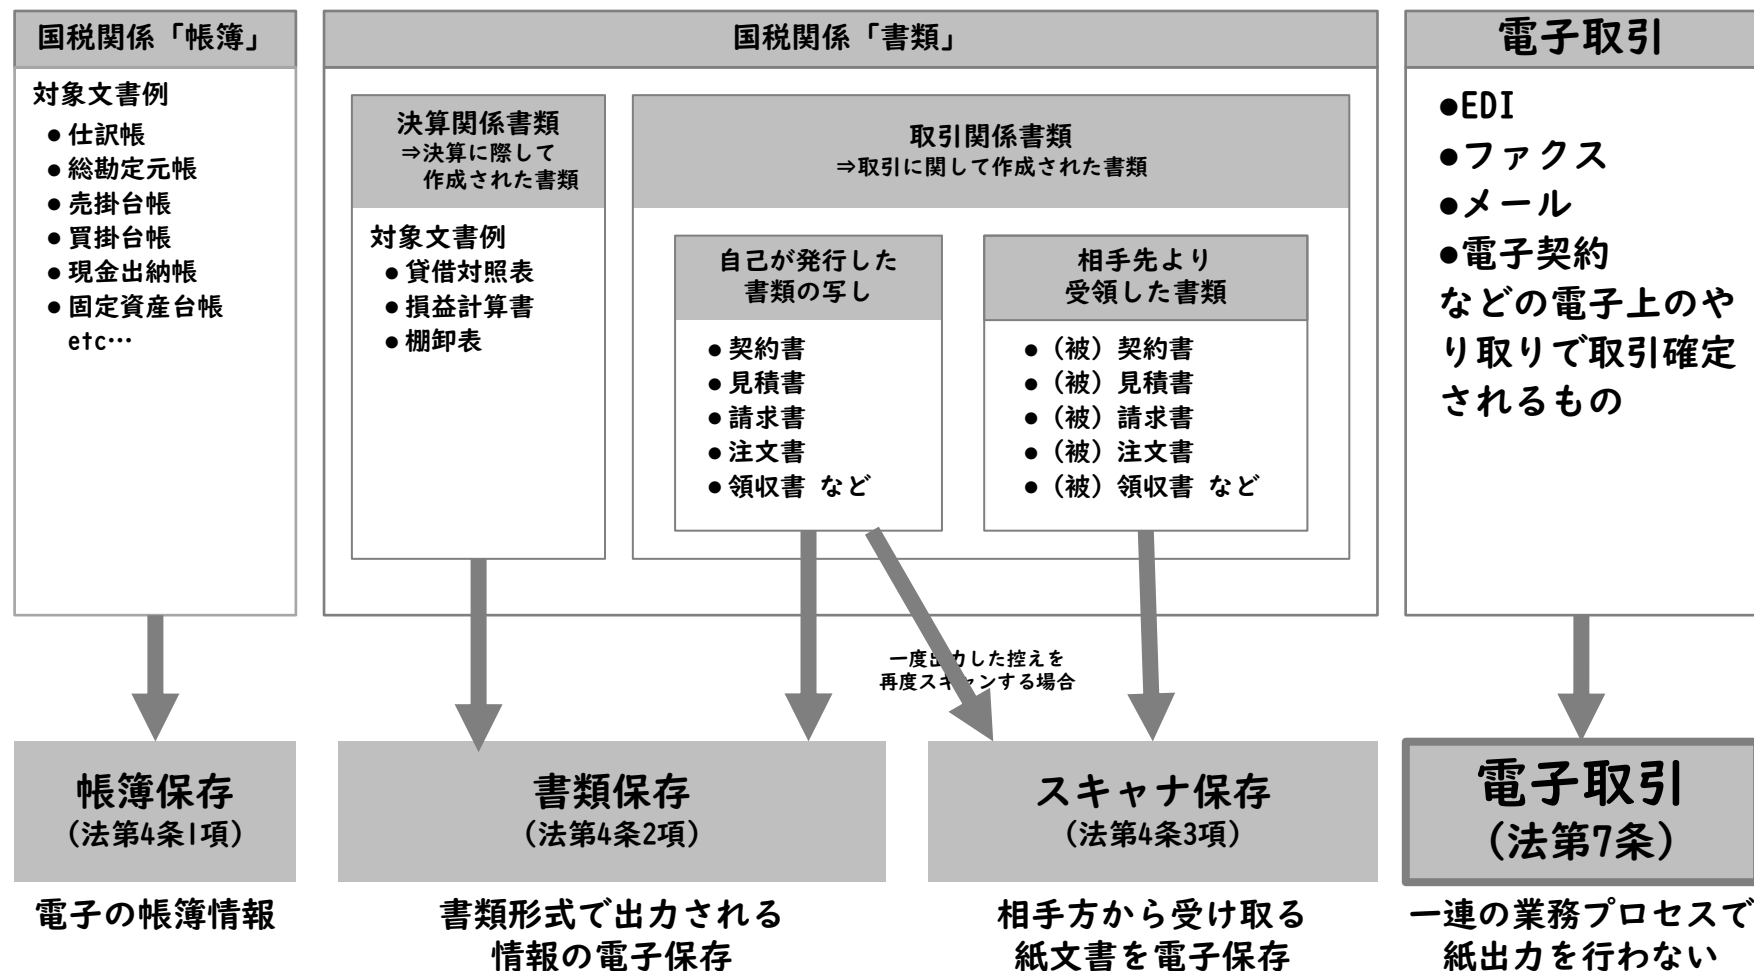 国税関係「帳簿」
対象文書例
●仕訳帳
●総勘定元帳
●売掛台帳
●買掛台帳
●現金出納帳
●固定資産台帳
etc…
国税関係「書類」
決算関係書類
⇒決算に際して
作成された書類
対象文書例
●貸借対照表
●損益計算書
●棚卸表
取引関係書類
⇒取引に関して作成された書類
自己が発行した
書類の写し
●契約書
●見積書
●請求書
●注文書
●領収書 など
相手先より
受領した書類
●（被）契約書
●（被）見積書
●（被）請求書
●（被）注文書
●（被）領収書 など
電子取引
●EDI
●ファクス
●メール
●電子契約
などの電子上のや
り取りで取引確定
されるもの
一度出力した控えを
再度スキャンする場合
帳簿保存
（法第4条1項）
電子の帳簿情報
書類保存
（法第4条2項）
書類形式で出力される
情報の電子保存
スキャナ保存
（法第4条3項）
相手方から受け取る
紙文書を電子保存
電子取引
（法第7条）
一連の業務プロセスで
紙出力を行わない